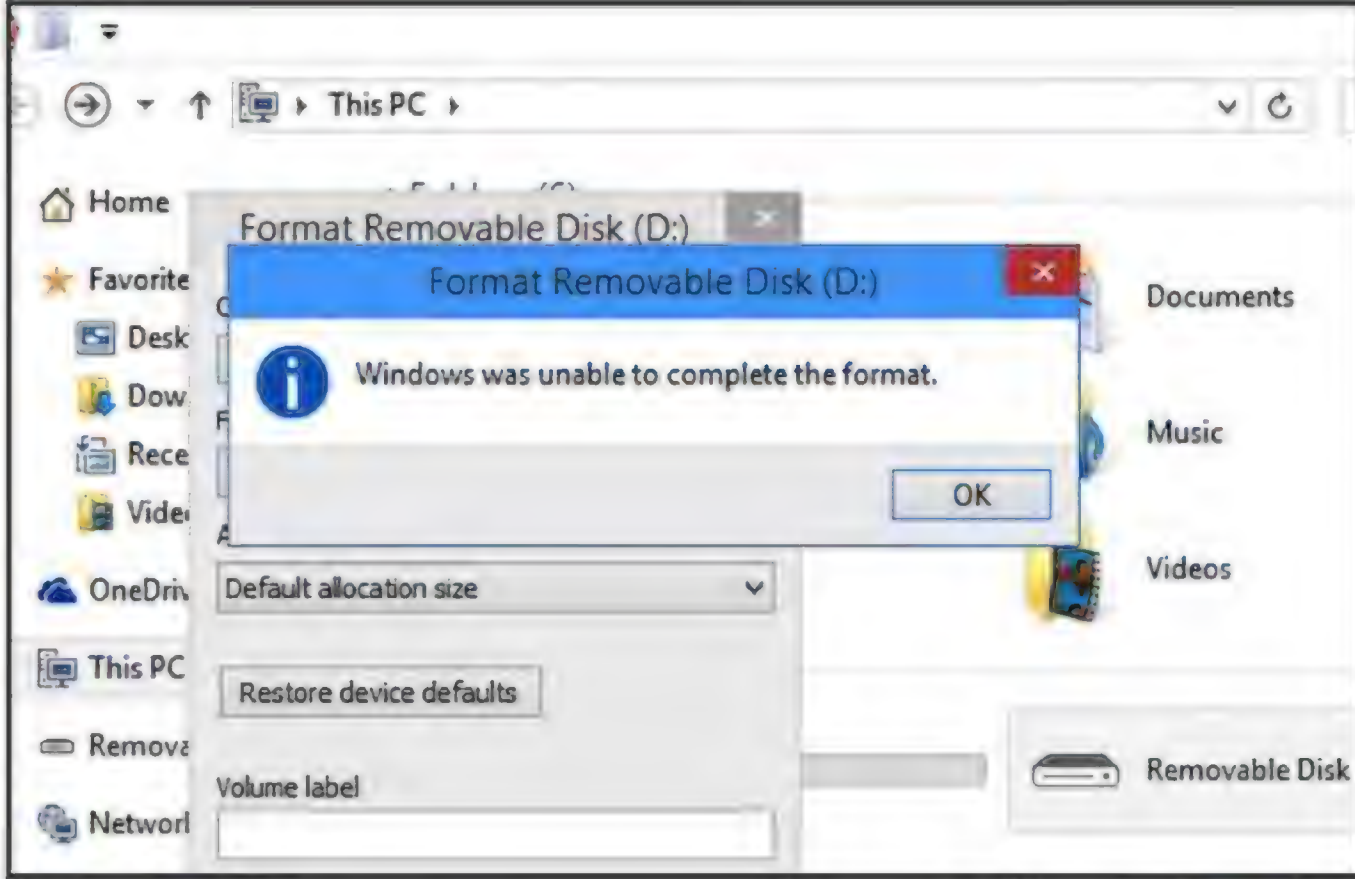 This PC
Home
Format Removable Disk (D:)
Favorite
Format Removable Disk (D:)
Documents
Desk
Windows was unable to complete the format.
Dow
Music
Rece
OK
Vide
Videos
OneDriv
Default allocation size
This PC
Restore device defaults
Remova
Removable Disk
Volume label
Networ